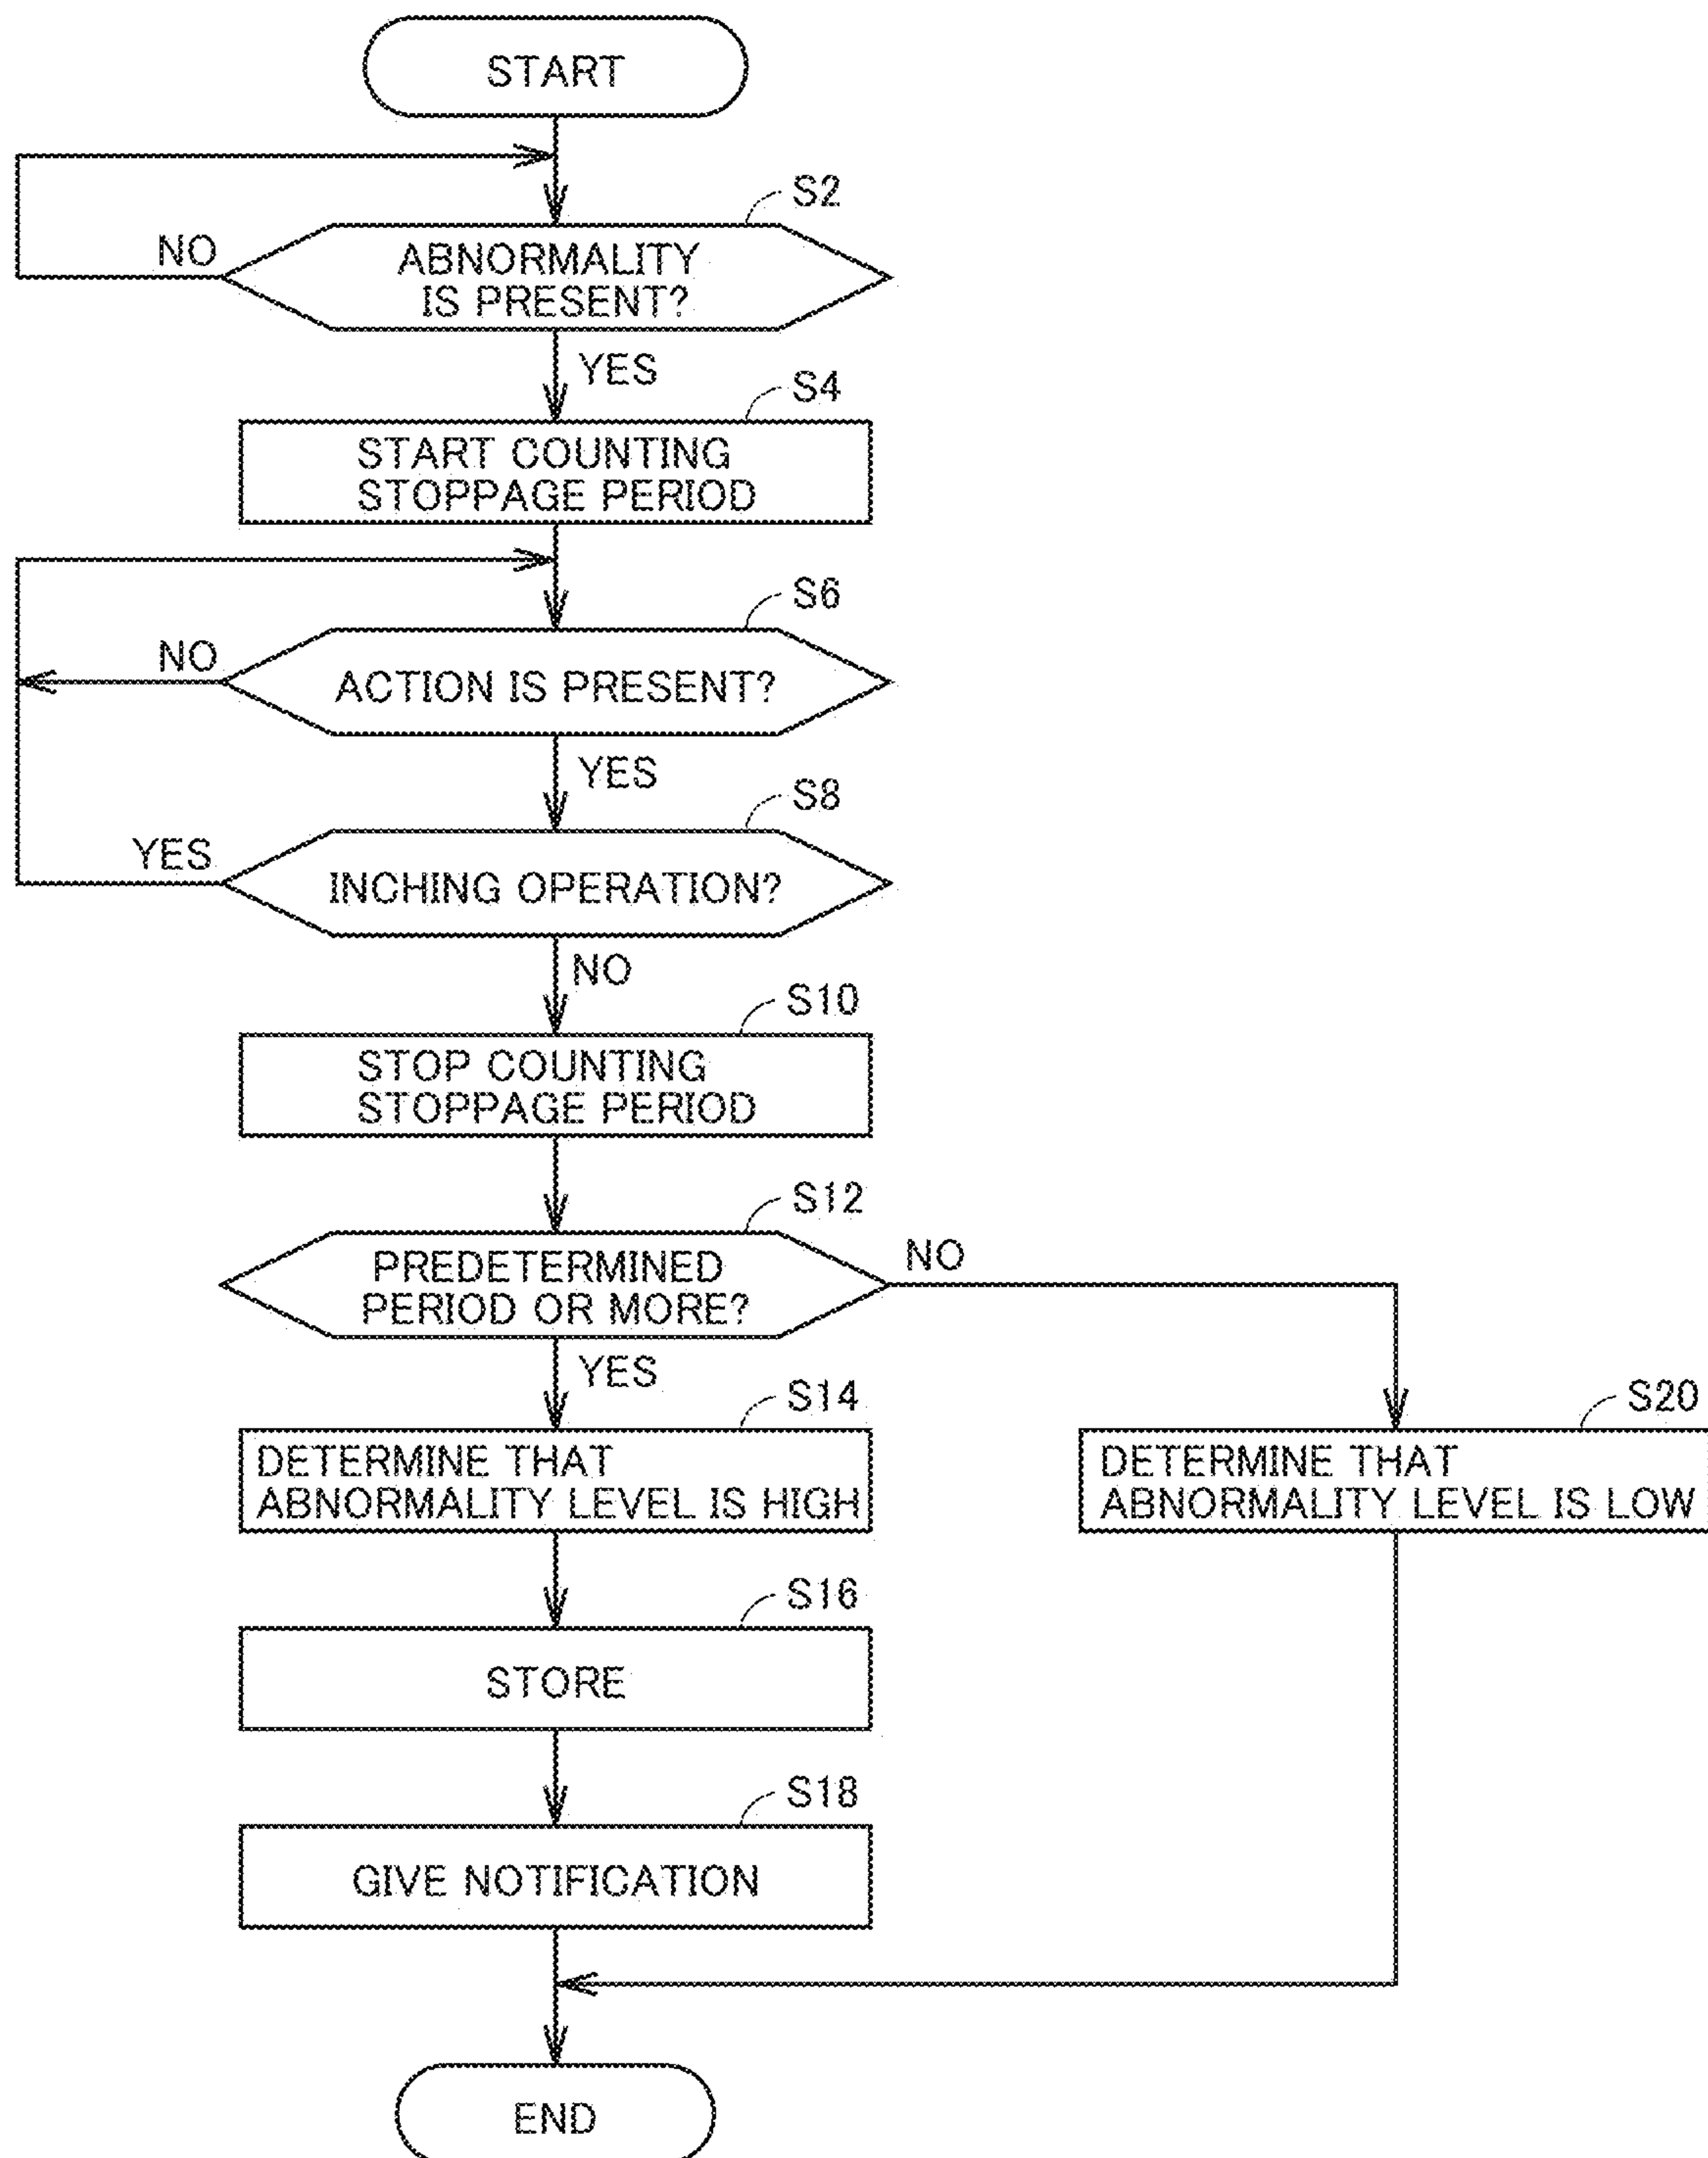 START
S2
NO
ABNORMALITY
IS PRESENT?
YES
S4
START COUNTING
STOPPAGE PERIOD
S6
NO
ACTION IS PRESENT?
YES
S8
YES
INCHING OPERATION?
NO
S10
STOP COUNTING
STOPPAGE PERIOD
S12
PREDETERMINED
PERIOD OR MORE?
NO
YES
S14
DETERMINE THAT
ABNORMALITY LEVEL IS HIGH
S20
DETERMINE THAT
ABNORMALITY LEVEL IS LOW
S16
STORE
S18
GIVE NOTIFICATION
END